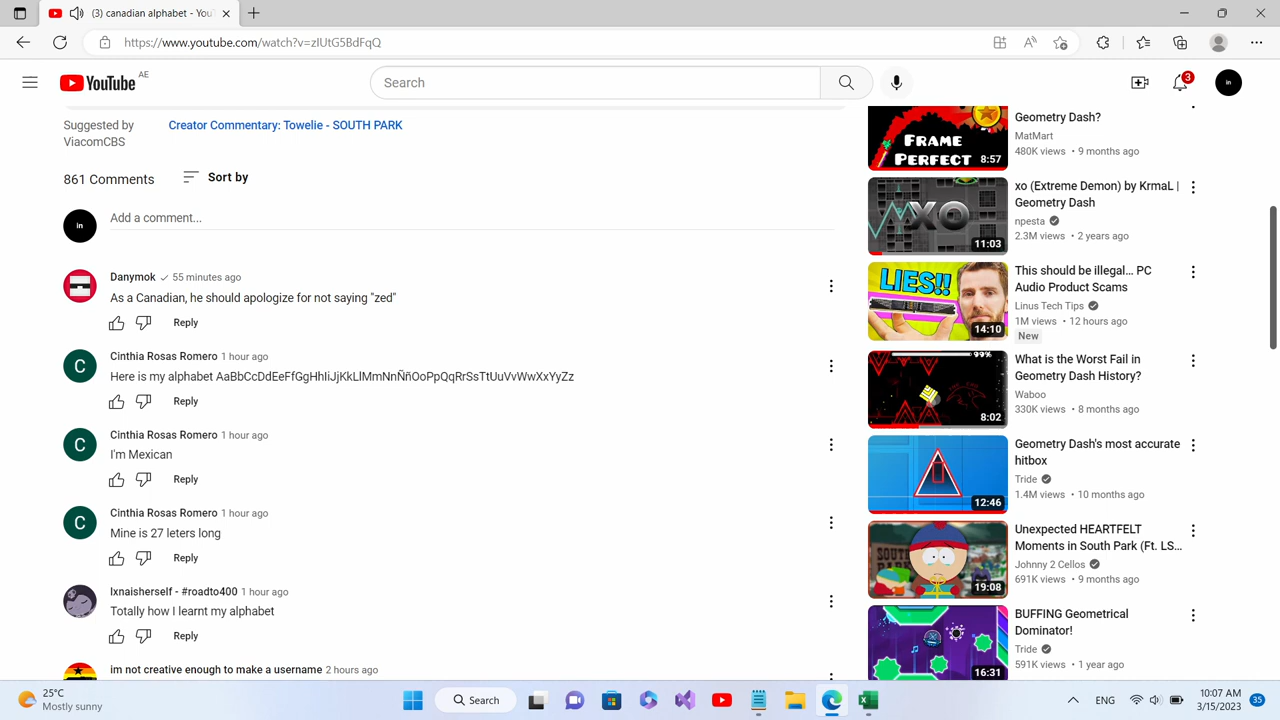 (3) canadian alphabet - You
https://www.youtube.com/watch?v=zIUtG5BdFqQ
YouTube AE
Search
3
in
Suggested by
ViacomCBS
Creator Commentary: Towelie - SOUTH PARK
861 Comments
Sort by
in
Add a comment...
Danymok 55 minutes ago
As a Canadian, he should apologize for not saying "zed"
Reply
C
Cinthia Rosas Romero 1 hour ago
Here is my alphabet AaBbCcDdEeFfGgHhIiJjKkLlMmNnÑñOoPpQqRrSsTtUuVvWwXxYyZz
Reply
C
Cinthia Rosas Romero 1 hour ago
I'm Mexican
Reply
C
Cinthia Rosas Romero 1 hour ago
Mine is 27 leters long
Reply
Ixnaisherself - #roadto400 1 hour ago
Totally how I learnt my alphabet
Reply
im not creative enough to make a username 2 hours ago
FRAME
PERFECT
8:57
Geometry Dash?
MatMart
480K views • 9 months ago
XO
11:03
xo (Extreme Demon) by KrmaL |
Geometry Dash
npesta
2.3M views • 2 years ago
LIES!!
14:10
This should be illegal... PC
Audio Product Scams
Linus Tech Tips
1M views • 12 hours ago
New
99%
8:02
What is the Worst Fail in
Geometry Dash History?
Waboo
330K views • 8 months ago
12:46
Geometry Dash's most accurate
hitbox
Tride
1.4M views • 10 months ago
SOUTH
PARK
19:08
Unexpected HEARTFELT
Moments in South Park (Ft. LS...
Johnny 2 Cellos
691K views • 9 months ago
16:31
BUFFING Geometrical
Dominator!
Tride
591K views • 1 year ago
25°C
Mostly sunny
Search
ENG
10:07 AM
3/15/2023
35